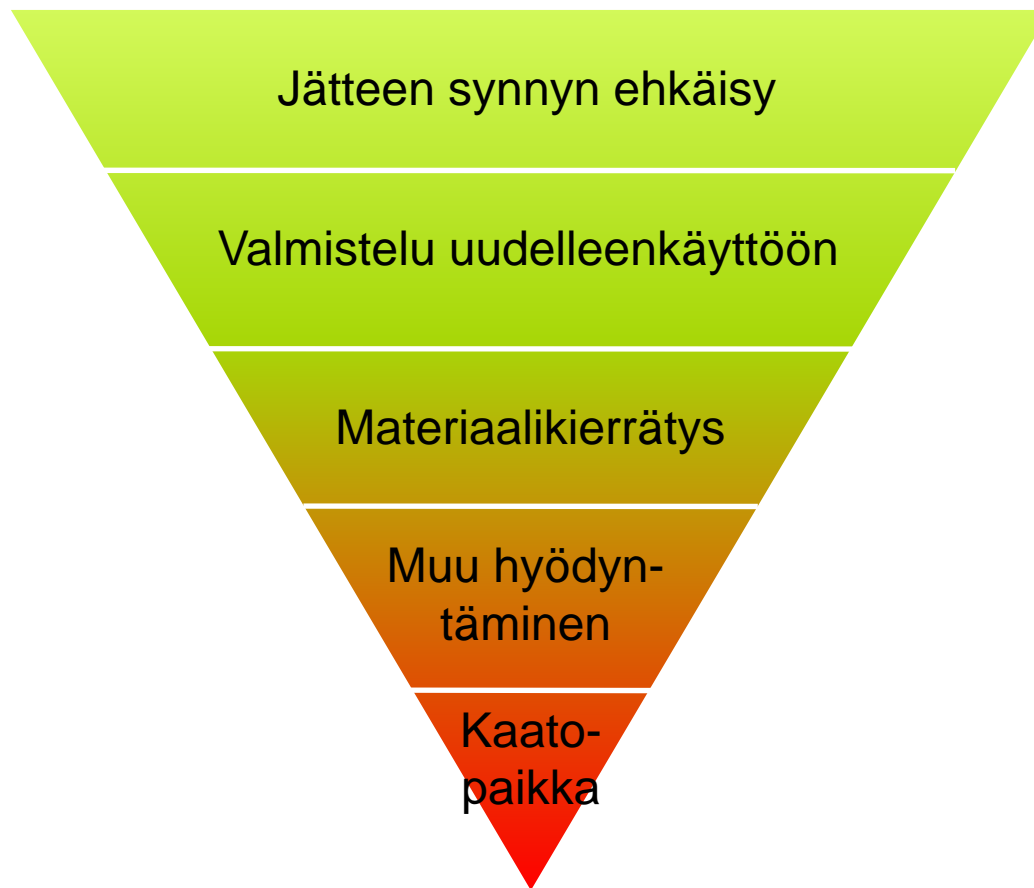 Jätteen synnyn ehkäisy
Valmistelu uudelleenkäyttöön
Materiaalikierrätys
Muu hyödyn-
täminen
Kaato-
paikka